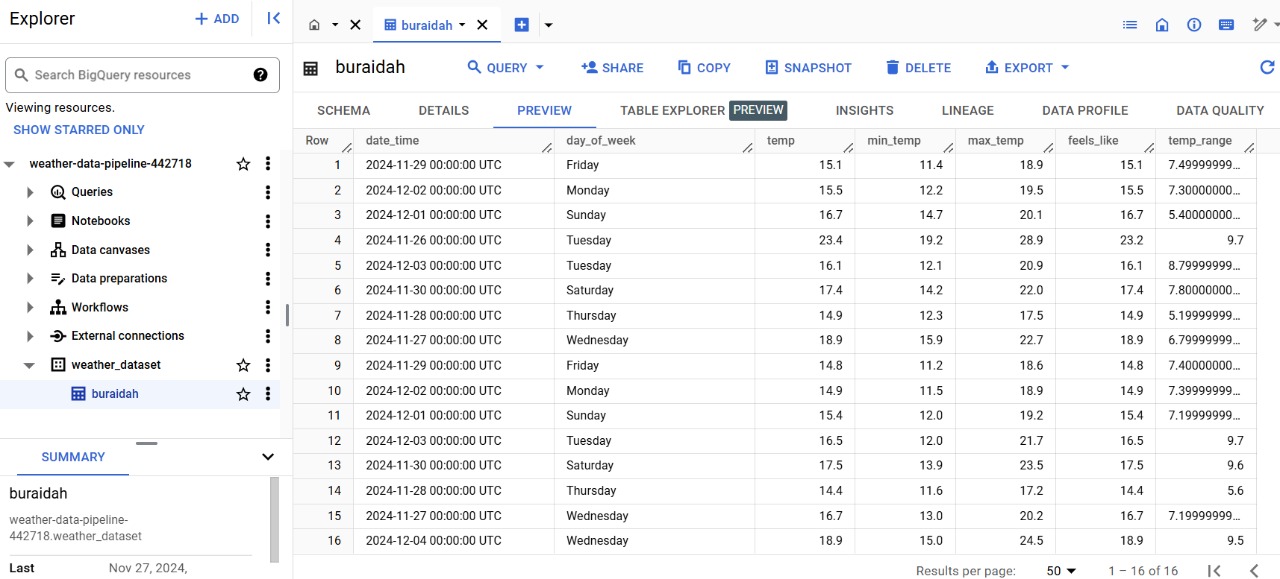 Explorer
+ ADD
buraidah
Search BigQuery resources
?
Viewing resources.
SHOW STARRED ONLY
weather-data-pipeline-442718
Queries
Notebooks
Data canvases
Data preparations
Workflows
External connections
weather_dataset
buraidah
SUMMARY
buraidah
weather-data-pipeline-
442718.weather_dataset
Last Nov 27, 2024,
buraidah QUERY SHARE COPY SNAPSHOT DELETE EXPORT
SCHEMA DETAILS PREVIEW TABLE EXPLORER PREVIEW INSIGHTS LINEAGE DATA PROFILE DATA QUALITY
Row date_time day_of_week temp min_temp max_temp feels_like temp_range
1 2024-11-29 00:00:00 UTC Friday 15.1 11.4 18.9 15.1 7.49999999...
2 2024-12-02 00:00:00 UTC Monday 15.5 12.2 19.5 15.5 7.30000000...
3 2024-12-01 00:00:00 UTC Sunday 16.7 14.7 20.1 16.7 5.40000000...
4 2024-11-26 00:00:00 UTC Tuesday 23.4 19.2 28.9 23.2 9.7
5 2024-12-03 00:00:00 UTC Tuesday 16.1 12.1 20.9 16.1 8.79999999...
6 2024-11-30 00:00:00 UTC Saturday 17.4 14.2 22.0 17.4 7.80000000...
7 2024-11-28 00:00:00 UTC Thursday 14.9 12.3 17.5 14.9 5.19999999...
8 2024-11-27 00:00:00 UTC Wednesday 18.9 15.9 22.7 18.9 6.79999999...
9 2024-11-29 00:00:00 UTC Friday 14.8 11.2 18.6 14.8 7.40000000...
10 2024-12-02 00:00:00 UTC Monday 14.9 11.5 18.9 14.9 7.39999999...
11 2024-12-01 00:00:00 UTC Sunday 15.4 12.0 19.2 15.4 7.19999999...
12 2024-12-03 00:00:00 UTC Tuesday 16.5 12.0 21.7 16.5 9.7
13 2024-11-30 00:00:00 UTC Saturday 17.5 13.9 23.5 17.5 9.6
14 2024-11-28 00:00:00 UTC Thursday 14.4 11.6 17.2 14.4 5.6
15 2024-11-27 00:00:00 UTC Wednesday 16.7 13.0 20.2 16.7 7.19999999...
16 2024-12-04 00:00:00 UTC Wednesday 18.9 15.0 24.5 18.9 9.5
Results per page: 50 1 – 16 of 16